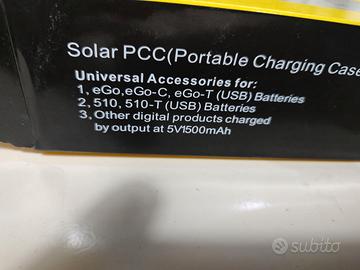 Solar PCC(Portable Charging Case
Universal Accessories for:
1, eGo,eGo-C, eGo-T (USB) Batteries
2, 510, 510-T (USB) Batteries
3, Other digital products charged
by output at 5V1500mAh
subito